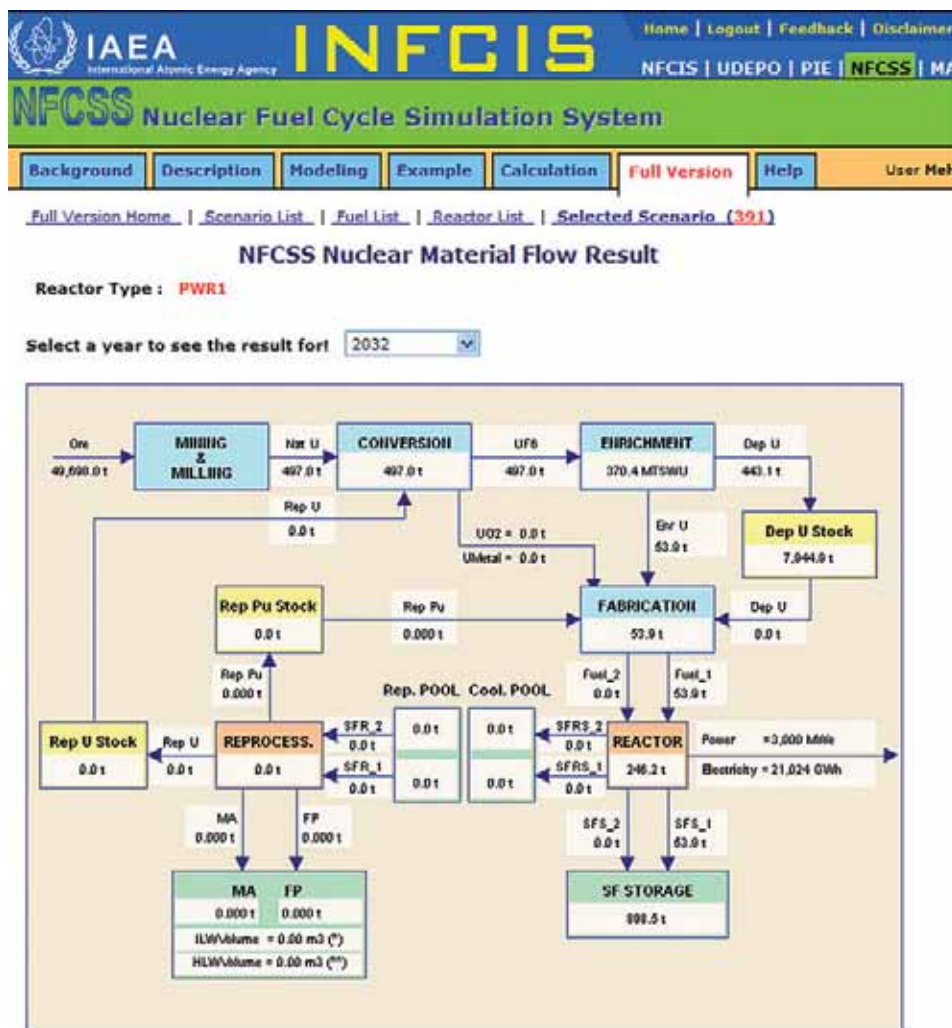 IAEA
International Atomic Energy Agency
INFCIS
Home | Logout | Feedback | Disclaimer
NFCIS | UDEPO | PIE | NFCSS | MA
NFCSS Nuclear Fuel Cycle Simulation System
Background Description Modeling Example Calculation Full Version Help User Meh
Full Version Home | Scenario List | Fuel List | Reactor List | Selected Scenario (391)
NFCSS Nuclear Material Flow Result
Reactor Type : PWR1
Select a year to see the result for! 2032
Ore
49,698.0 t
MINING
&
MILLING
Nat U
497.0 t
CONVERSION
497.0 t
UF6
497.0 t
ENRICHMENT
370.4 MTSWU
Dep U
443.1 t
Rep U
0.0 t
UO2 = 0.0 t
UMetal = 0.0 t
Enr U
53.9 t
Dep U Stock
7,044.9 t
Rep Pu Stock
0.0 t
Rep Pu
0.000 t
FABRICATION
53.9 t
Dep U
0.0 t
Rep Pu
0.000 t
Rep. POOL
Cool. POOL
Fuel_2
0.0 t
Fuel_1
53.9 t
Rep U Stock
0.0 t
Rep U
0.0 t
REPROCESS.
0.0 t
SFR_2
0.0 t
SFR_1
0.0 t
0.0 t
0.0 t
0.0 t
0.0 t
SFRS_2
0.0 t
SFRS_1
0.0 t
REACTOR
246.2 t
Power =3,000 MWe
Electricity = 21,024 GWh
MA
0.000 t
FP
0.000 t
SFS_2
0.0 t
SFS_1
53.9 t
MA FP
0.000 t 0.000 t
ILWVolume = 0.00 m3 (*)
HLWVolume = 0.00 m3 (**)
SF STORAGE
898.5 t